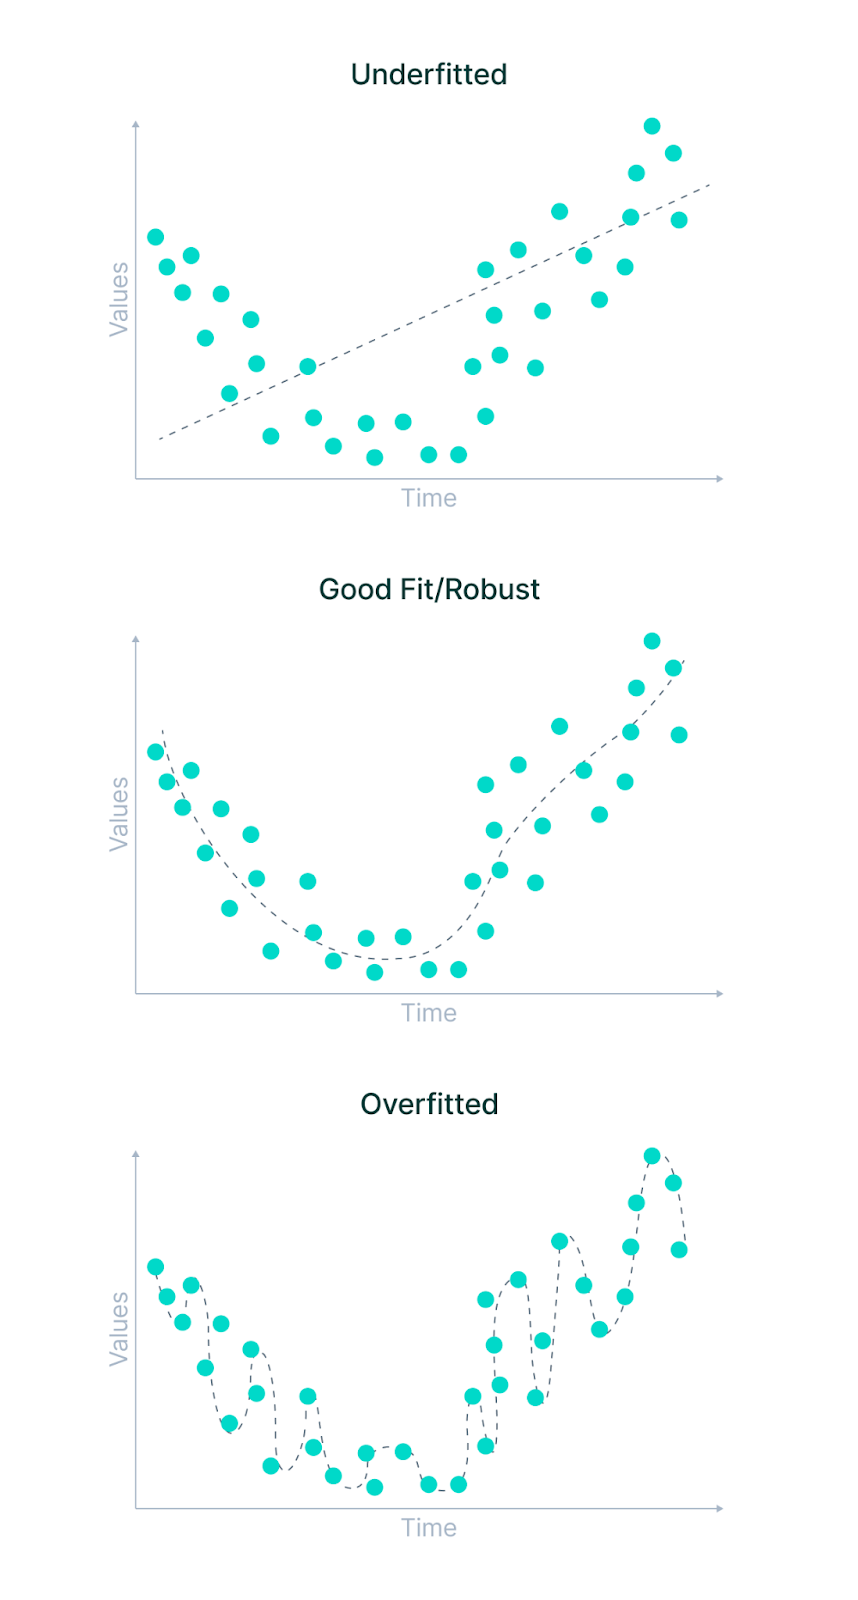 Underfitted
Values
Time
Good Fit/Robust
Values
Time
Overfitted
Values
Time